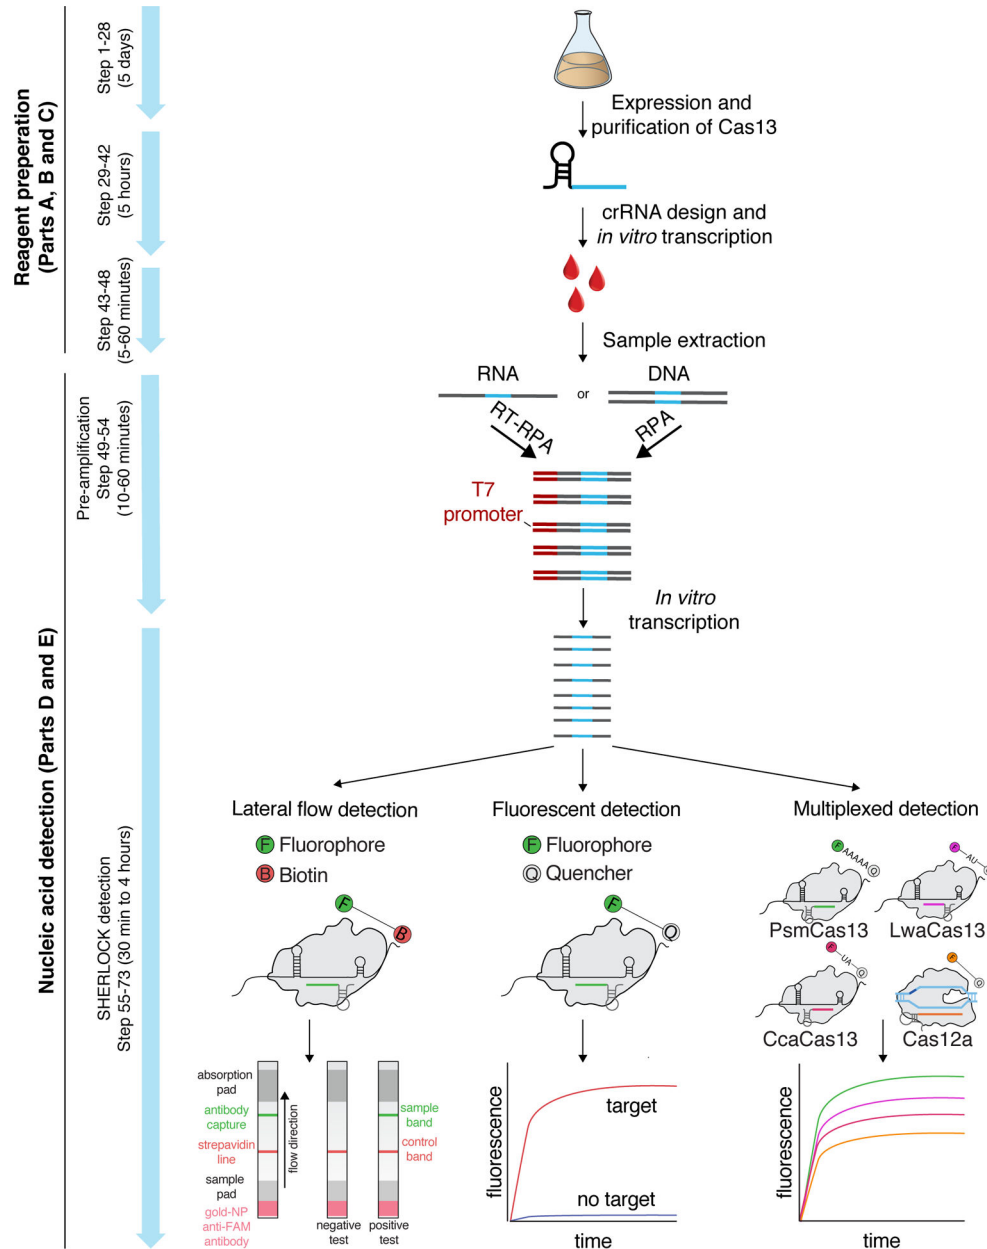 Reagent preperation
(Parts A, B and C)
Step 1-28
(5 days)
Step 29-42
(5 hours)
Step 43-48
(5-60 minutes)
Expression and
purification of Cas13
crRNA design and
in vitro transcription
Sample extraction
Nucleic acid detection (Parts D and E)
Pre-amplification
Step 49-54
(10-60 minutes)
RNA
or
DNA
RT-RPA
RPA
T7
promoter
In vitro
transcription
SHERLOCK detection
Step 55-73 (30 min to 4 hours)
Lateral flow detection
F Fluorophore
B Biotin
F
B
Fluorescent detection
F Fluorophore
Q Quencher
F
Q
Multiplexed detection
F AAAAA Q
PsmCas13
F AU Q
LwaCas13
F UA Q
CcaCas13
F Q
Cas12a
absorption
pad
antibody
capture
strepavidin
line
sample
pad
gold-NP
anti-FAM
antibody
flow direction
negative
test
positive
test
sample
band
control
band
fluorescence
target
no target
time
fluorescence
time